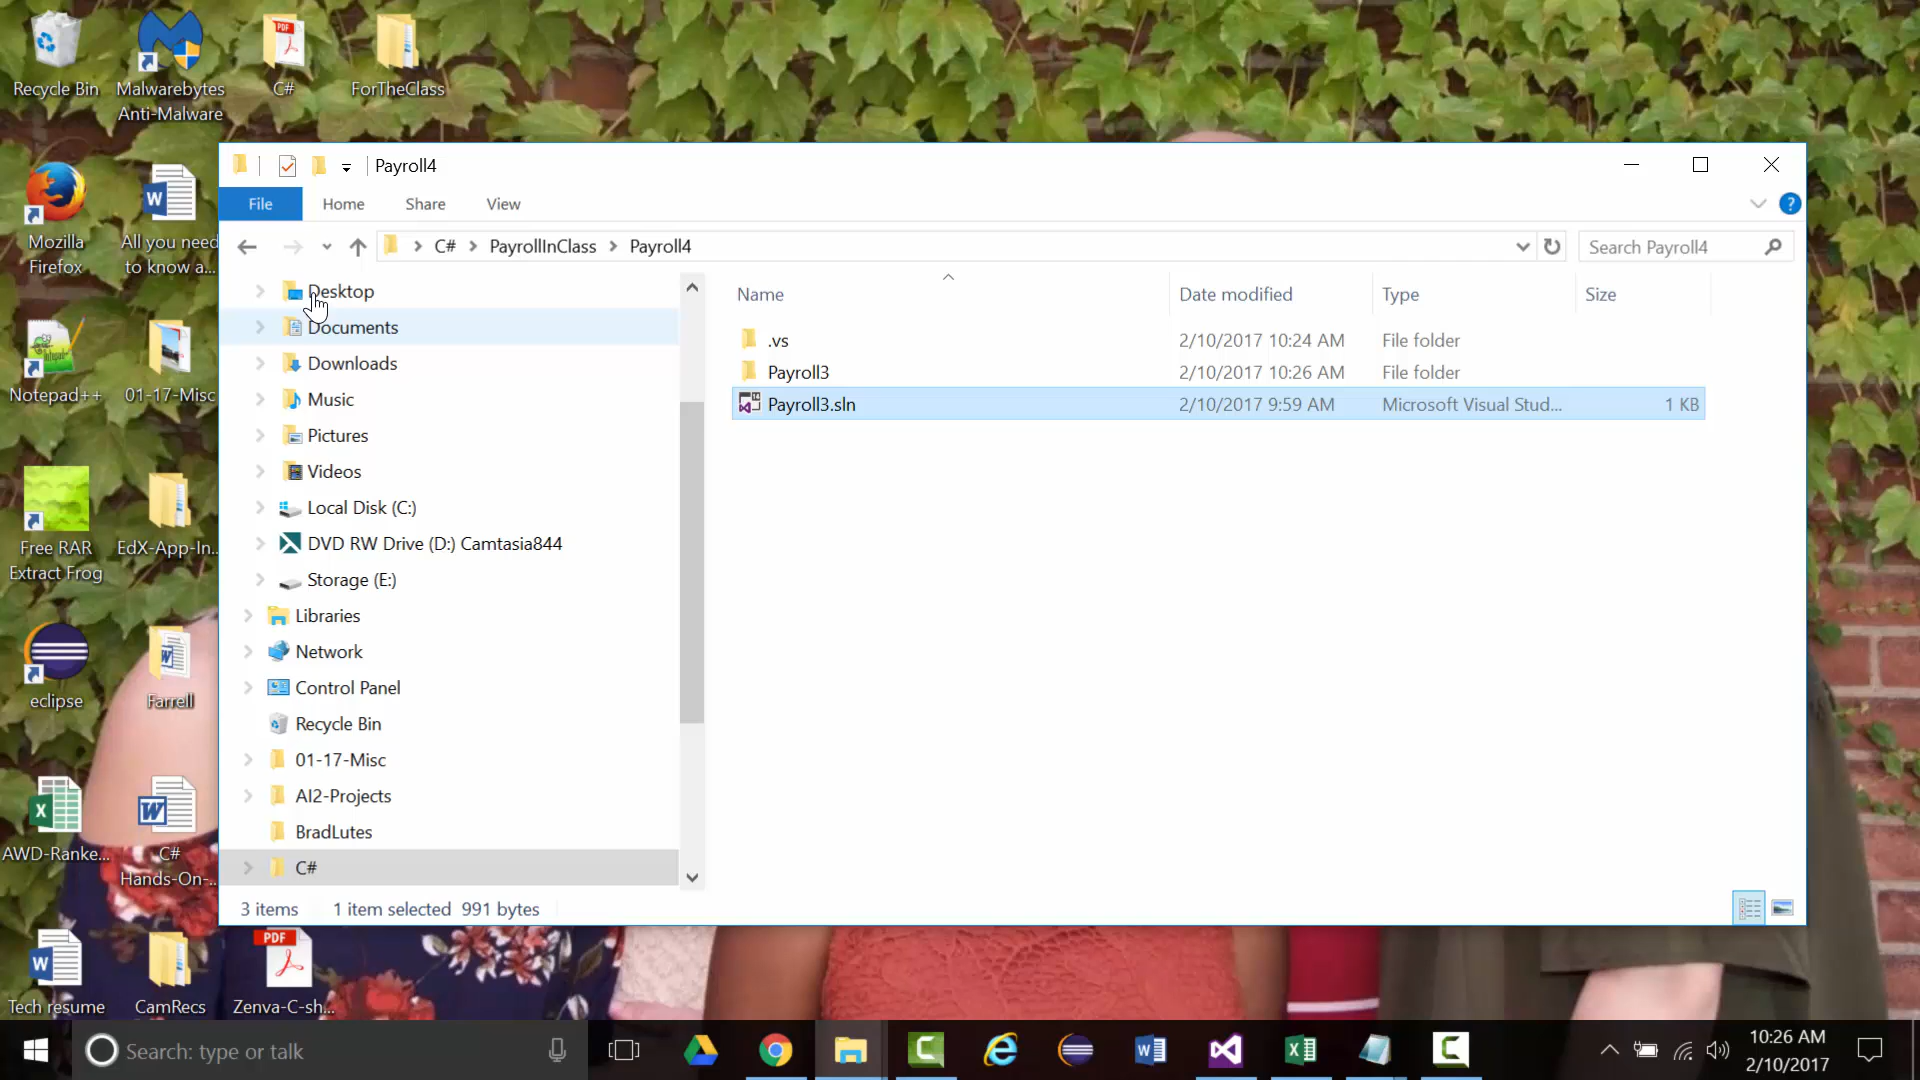 Recycle Bin
Malwarebytes
Anti-Malware
C#
ForTheClass
Mozilla
Firefox
All you need
to know a...
Notepad++
01-17-Misc
Free RAR
Extract Frog
EdX-App-In...
eclipse
Farrell
AWD-Ranke...
C#
Hands-On-...
Tech resume
CamRecs
Zenva-C-sh...
Payroll4
File
Home
Share
View
C# > PayrollInClass > Payroll4
Search Payroll4
Desktop
Documents
Downloads
Music
Pictures
Videos
Local Disk (C:)
DVD RW Drive (D:) Camtasia844
Storage (E:)
Libraries
Network
Control Panel
Recycle Bin
01-17-Misc
AI2-Projects
BradLutes
C#
Name Date modified Type Size
.vs 2/10/2017 10:24 AM File folder
Payroll3 2/10/2017 10:26 AM File folder
Payroll3.sln 2/10/2017 9:59 AM Microsoft Visual Stud... 1 KB
3 items 1 item selected 991 bytes
Search: type or talk
10:26 AM
2/10/2017